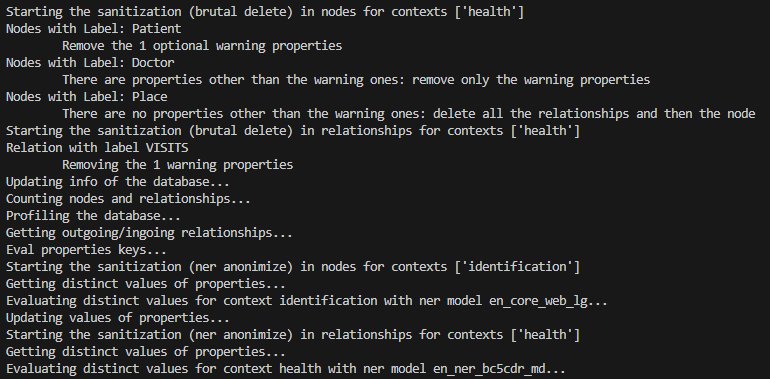 Starting the sanitization (brutal delete) in nodes for contexts ['health']
Nodes with Label: Patient
        Remove the 1 optional warning properties
Nodes with Label: Doctor
        There are properties other than the warning ones: remove only the warning properties
Nodes with Label: Place
        There are no properties other than the warning ones: delete all the relationships and then the node
Starting the sanitization (brutal delete) in relationships for contexts ['health']
Relation with label VISITS
        Removing the 1 warning properties
Updating info of the database...
Counting nodes and relationships...
Profiling the database...
Getting outgoing/ingoing relationships...
Eval properties keys...
Starting the sanitization (ner anonimize) in nodes for contexts ['identification']
Getting distinct values of properties...
Evaluating distinct values for context identification with ner model en_core_web_lg...
Updating values of properties...
Starting the sanitization (ner anonimize) in relationships for contexts ['health']
Getting distinct values of properties...
Evaluating distinct values for context health with ner model en_ner_bc5cdr_md...